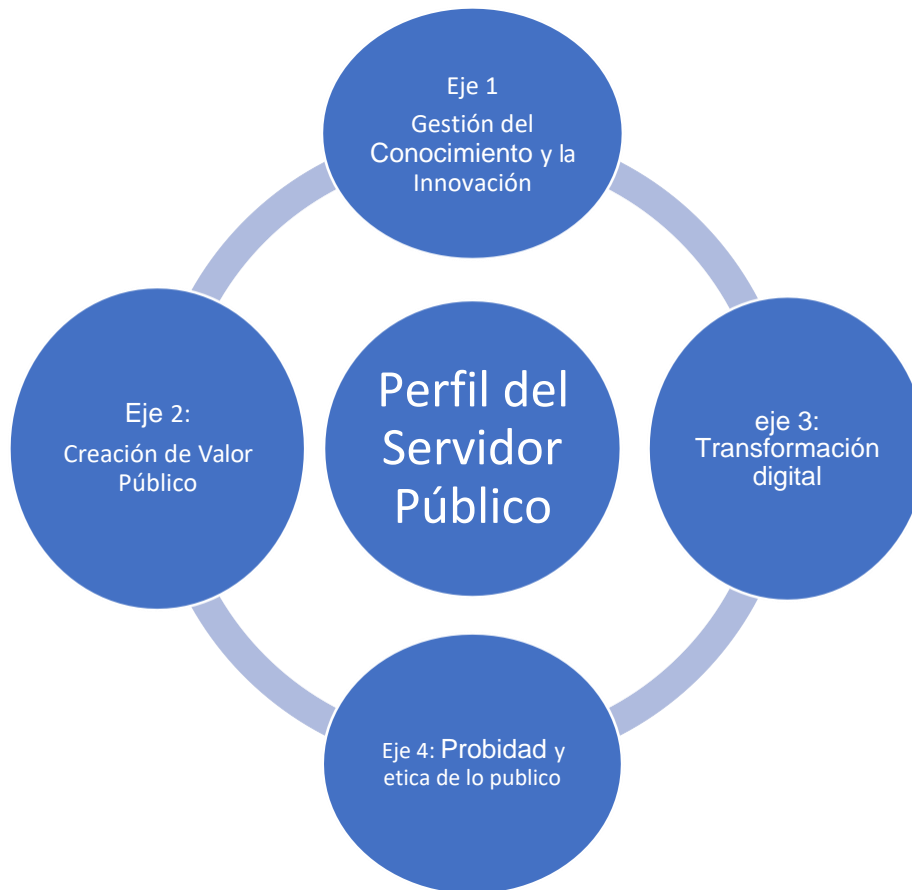 Eje 1
Gestión del
Conocimiento y la
Innovación
Eje 2:
Creación de Valor
Público
Perfil del
Servidor
Público
eje 3:
Transformación
digital
Eje 4: Probidad y
etica de lo publico